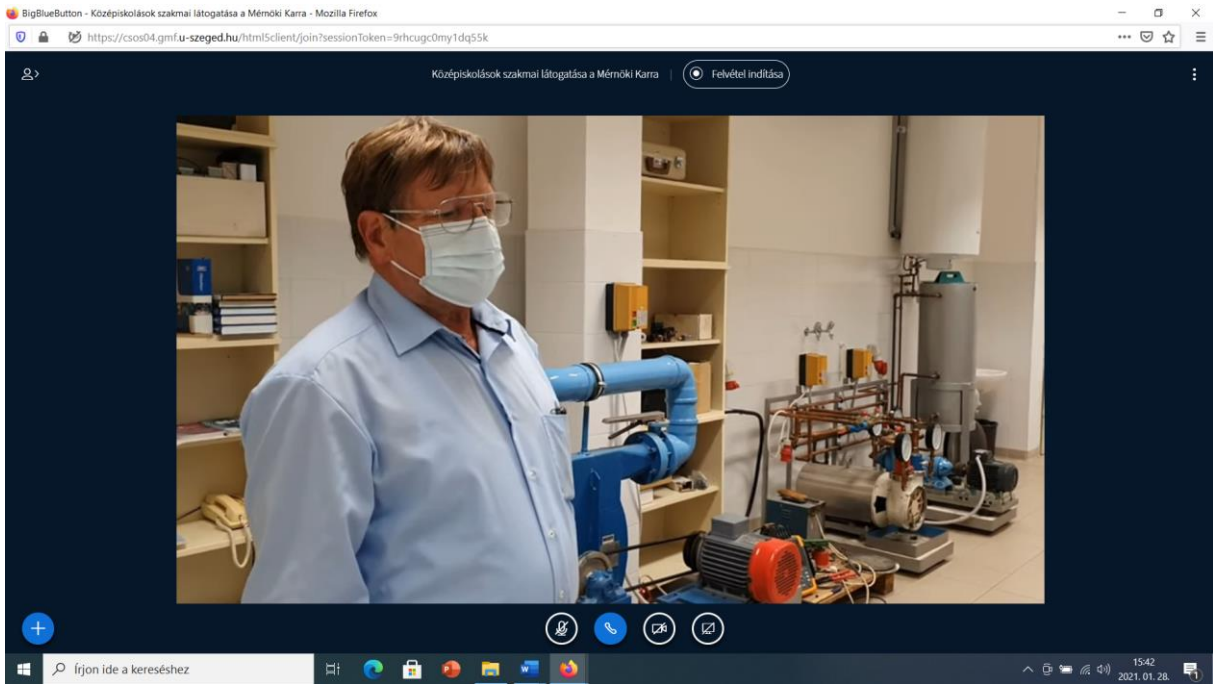 BigBlueButton - Középiskolások szakmai látogatása a Mérnöki Karra - Mozilla Firefox
https://csos04.gmf.u-szeged.hu/html5client/join?sessionToken=9rhcugc0my1dq55k
Középiskolások szakmai látogatása a Mérnöki Karra | Felvétel indítása
Írjon ide a kereséshez
15:42
2021. 01. 28.
1